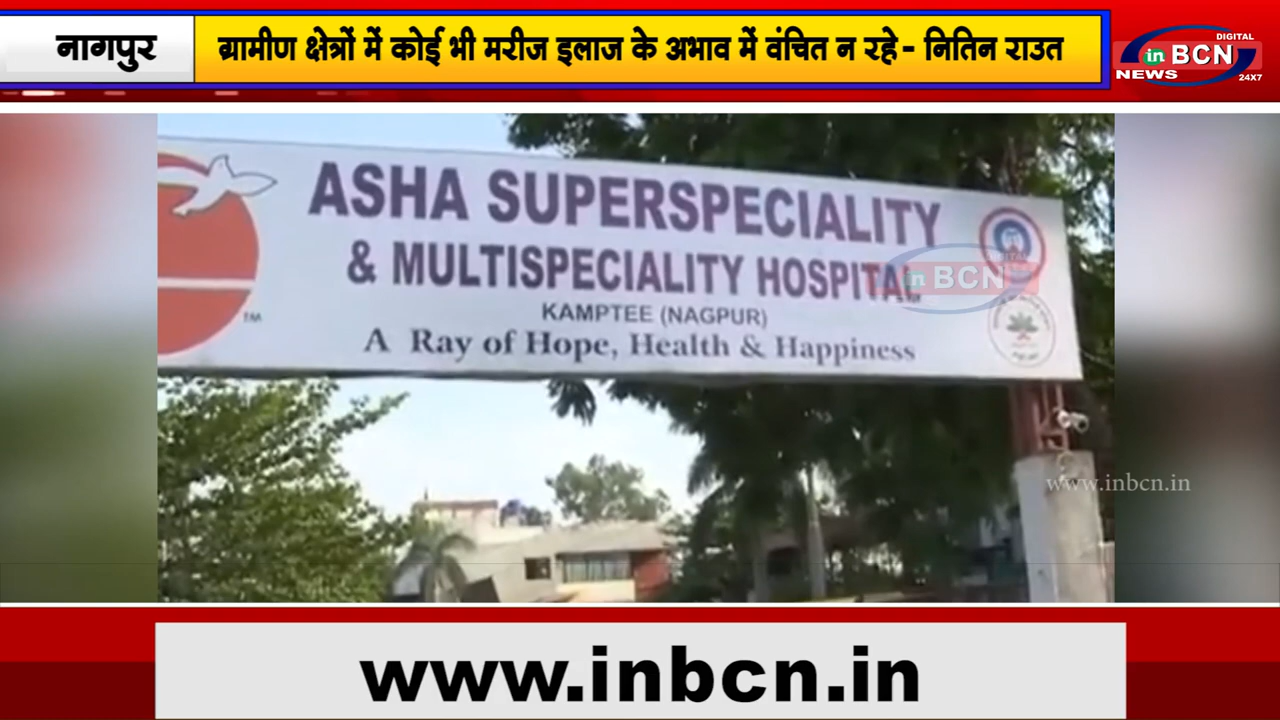 नागपुर
ग्रामीण क्षेत्रों में कोई भी मरीज इलाज के अभाव में वंचित न रहे- नितिन राउत
DIGITAL
in BCN
NEWS
24X7
ASHA SUPERSPECIALITY
& MULTISPECIALITY HOSPITAL
in BCN
KAMPTEE (NAGPUR)
TM
A Ray of Hope, Health & Happiness
www.inbcn.in
www.inbcn.in